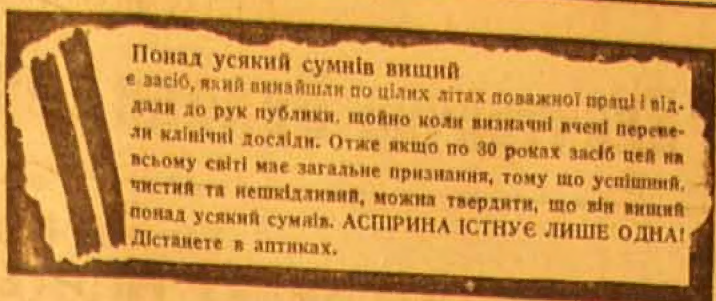 Понад усякий сумнів вищий
є засіб, який винайшли по цілих літах поважної праці і від-
дали до рук публики, щойно коли визначні вчені переве-
ли клінічні досліди. Отже якщо по 30 роках засіб цей на
всьому світі має загальне признання, тому що успішний,
чистий та нешкідливий, можна твердити, що він вищий
понад усякий сумнів. АСПІРИНА ІСТНУЄ ЛИШЕ ОДНА!
Дістанете в аптиках.